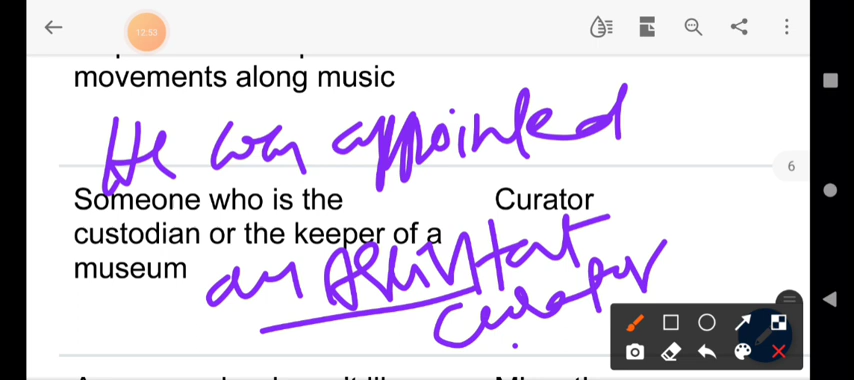 12:53
movements along music
He was appointed
6
Someone who is the
custodian or the keeper of a
museum
Curator
an Assistant
curator